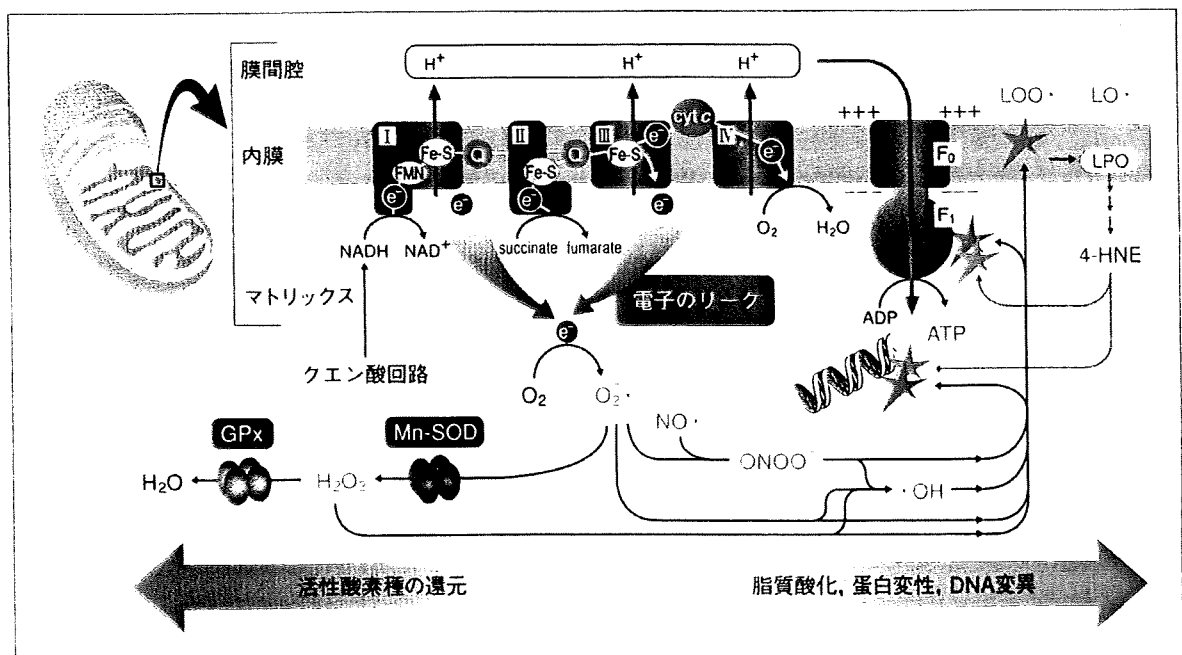 膜間腔
H⁺
H⁺
H⁺
LOO・
LO・
+++
+++
内膜
I
Fe-S
Q
FMN
e⁻
II
Fe-S
e⁻
Q
III
Fe-S
e⁻
cyt c
IV
e⁻
F₀
LPO
e⁻
e⁻
F₁
O₂
H₂O
NADH
NAD⁺
succinate
fumarate
4-HNE
マトリックス
電子のリーク
ADP
ATP
e⁻
クエン酸回路
O₂
O₂⁻・
NO・
GPx
Mn-SOD
ONOO⁻
H₂O
H₂O₂
・OH
活性酸素種の還元
脂質酸化, 蛋白変性, DNA変異